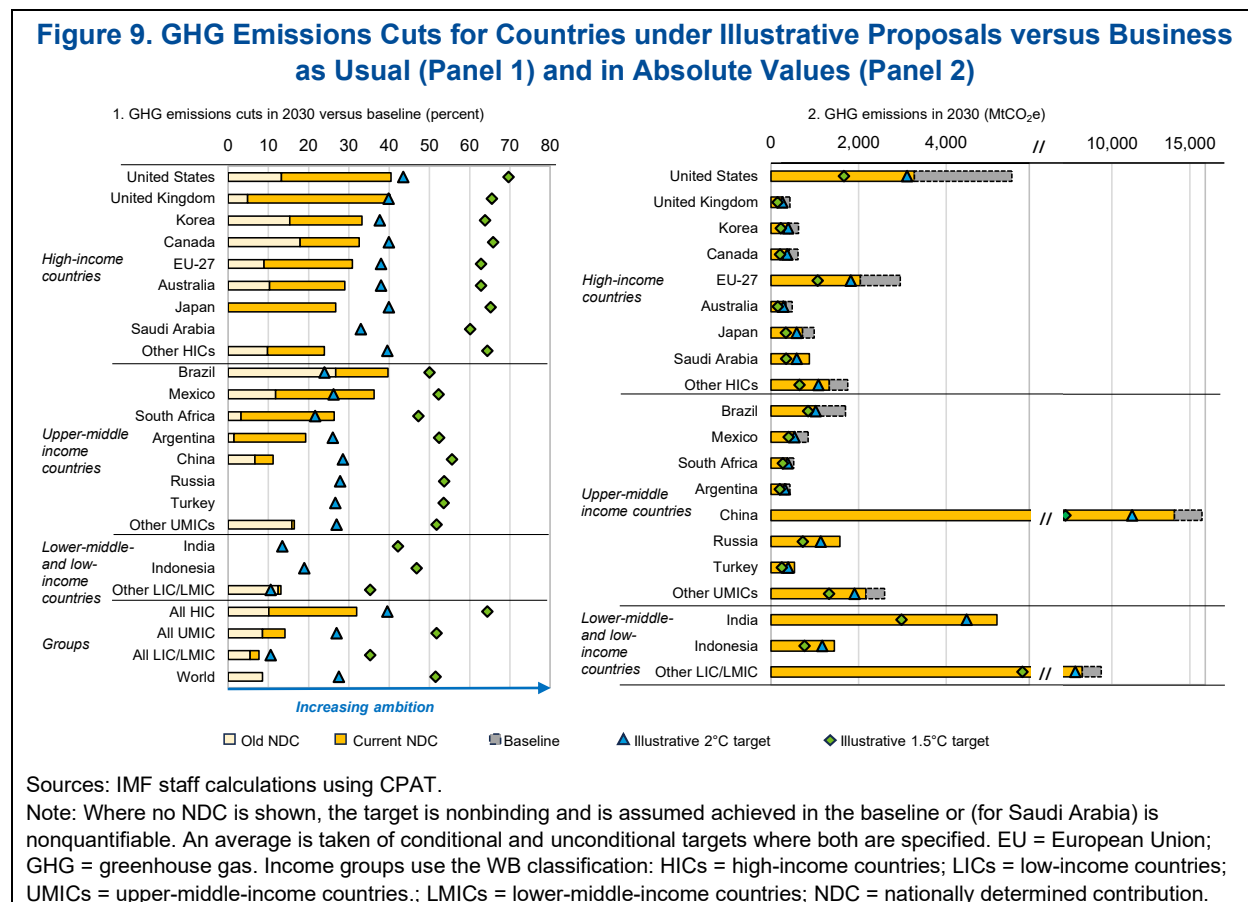 Figure 9. GHG Emissions Cuts for Countries under Illustrative Proposals versus Business
as Usual (Panel 1) and in Absolute Values (Panel 2)
1. GHG emissions cuts in 2030 versus baseline (percent)
0 10 20 30 40 50 60 70 80
High-income
countries
United States
United Kingdom
Korea
Canada
EU-27
Australia
Japan
Saudi Arabia
Other HICs
Upper-middle
income
countries
Brazil
Mexico
South Africa
Argentina
China
Russia
Turkey
Other UMICs
Lower-middle-
and low-
income
countries
India
Indonesia
Other LIC/LMIC
Groups
All HIC
All UMIC
All LIC/LMIC
World
Increasing ambition
2. GHG emissions in 2030 (MtCO₂e)
0 2,000 4,000 // 10,000 15,000
High-income
countries
United States
United Kingdom
Korea
Canada
EU-27
Australia
Japan
Saudi Arabia
Other HICs
Upper-middle
income countries
Brazil
Mexico
South Africa
Argentina
China
//
Russia
Turkey
Other UMICs
Lower-middle-
and low-
income
countries
India
Indonesia
Other LIC/LMIC
//
Old NDC Current NDC Baseline Illustrative 2°C target Illustrative 1.5°C target
Sources: IMF staff calculations using CPAT.
Note: Where no NDC is shown, the target is nonbinding and is assumed achieved in the baseline or (for Saudi Arabia) is
nonquantifiable. An average is taken of conditional and unconditional targets where both are specified. EU = European Union;
GHG = greenhouse gas. Income groups use the WB classification: HICs = high-income countries; LICs = low-income countries;
UMICs = upper-middle-income countries.; LMICs = lower-middle-income countries; NDC = nationally determined contribution.